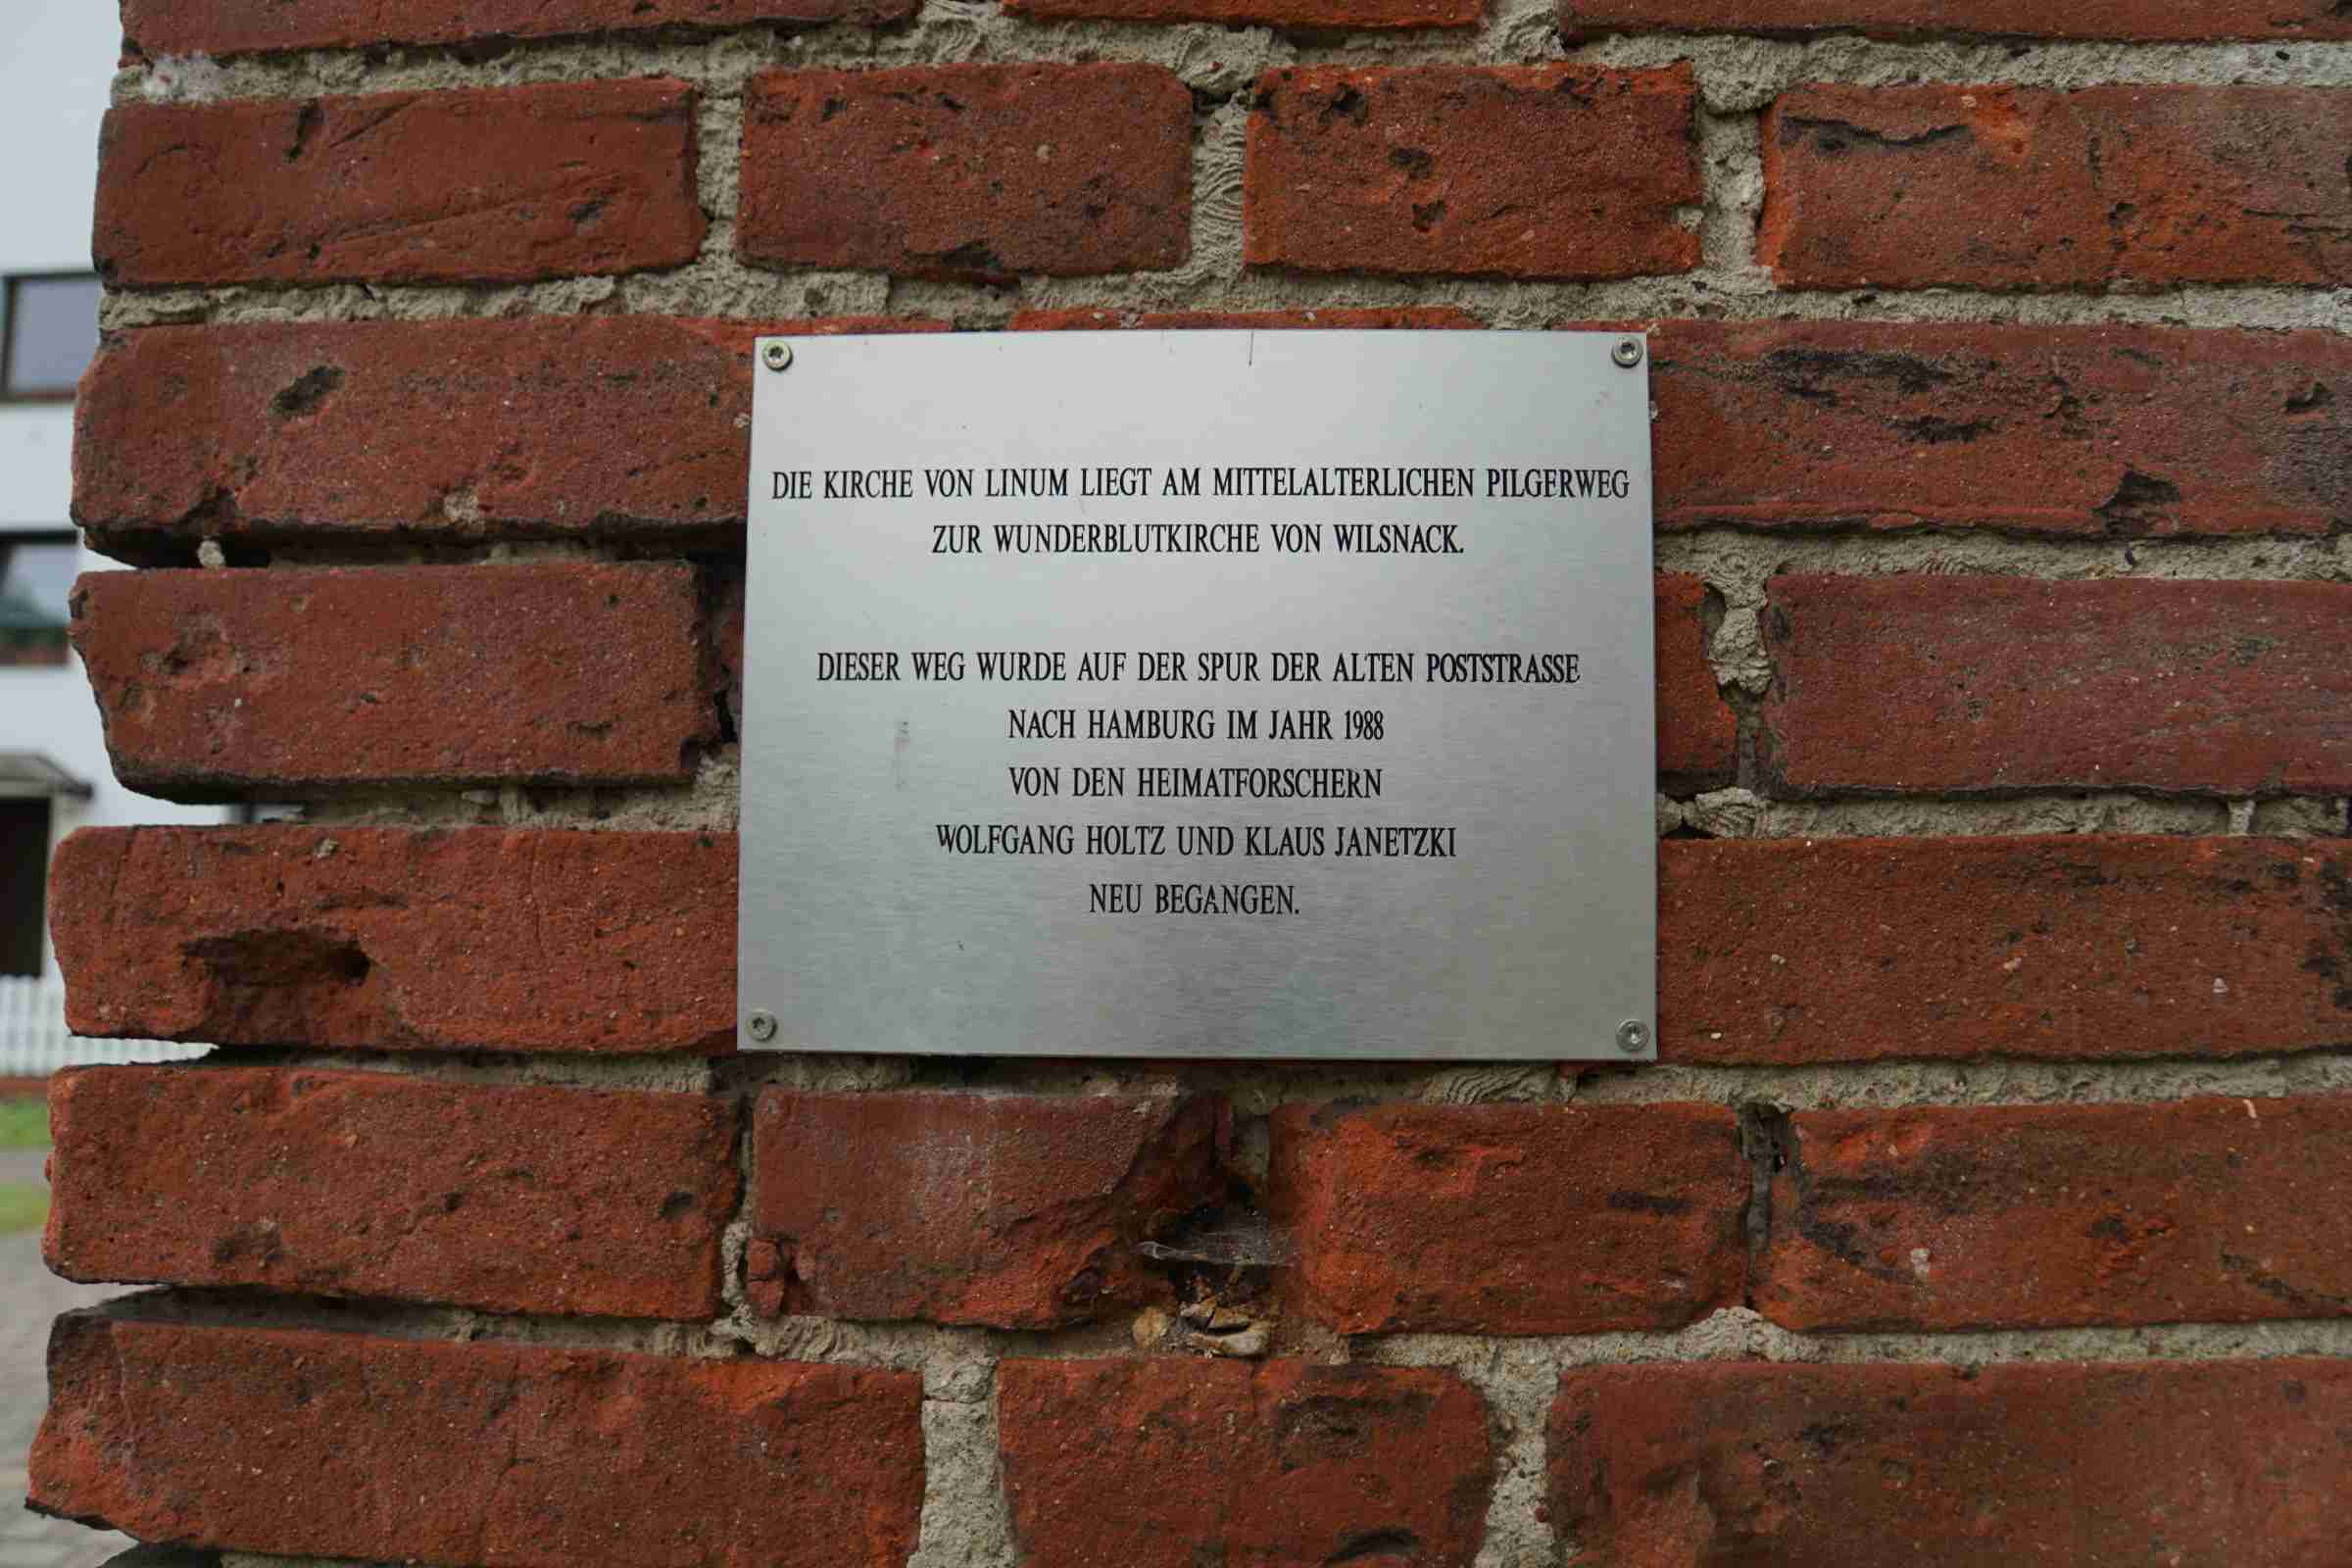 DIE KIRCHE VON LINUM LIEGT AM MITTELALTERLICHEN PILGERWEG
ZUR WUNDERBLUTKIRCHE VON WILSNACK.
DIESER WEG WURDE AUF DER SPUR DER ALTEN POSTSTRASSE
NACH HAMBURG IM JAHR 1988
VON DEN HEIMATFORSCHERN
WOLFGANG HOLTZ UND KLAUS JANETZKI
NEU BEGANGEN.